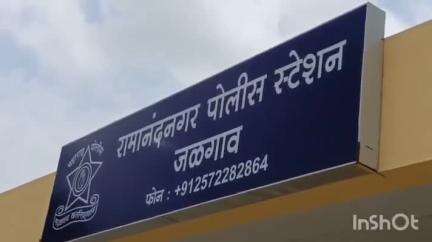 रामानंदनगर पोलीस स्टेशन
जळगाव
फोन : +912572282864
InShOt